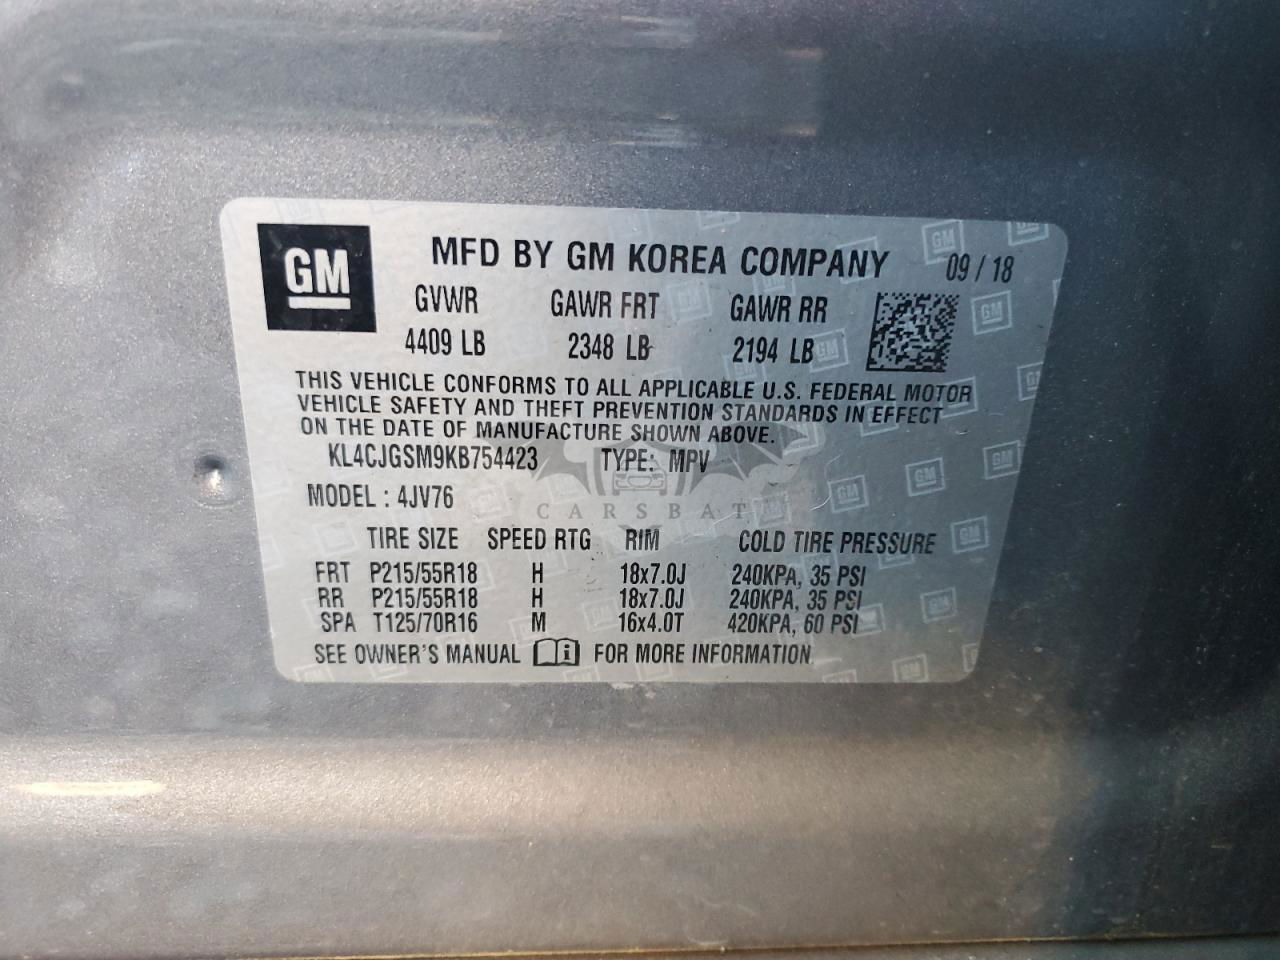 GM
MFD BY GM KOREA COMPANY 09 / 18
GVWR GAWR FRT GAWR RR
4409 LB 2348 LB 2194 LB
THIS VEHICLE CONFORMS TO ALL APPLICABLE U.S. FEDERAL MOTOR
VEHICLE SAFETY AND THEFT PREVENTION STANDARDS IN EFFECT
ON THE DATE OF MANUFACTURE SHOWN ABOVE.
KL4CJGSM9KB754423 TYPE: MPV
MODEL : 4JV76
CARSBAT
TIRE SIZE SPEED RTG RIM COLD TIRE PRESSURE
FRT P215/55R18 H 18x7.0J 240KPA, 35 PSI
RR P215/55R18 H 18x7.0J 240KPA, 35 PSI
SPA T125/70R16 M 16x4.0T 420KPA, 60 PSI
SEE OWNER'S MANUAL i FOR MORE INFORMATION.